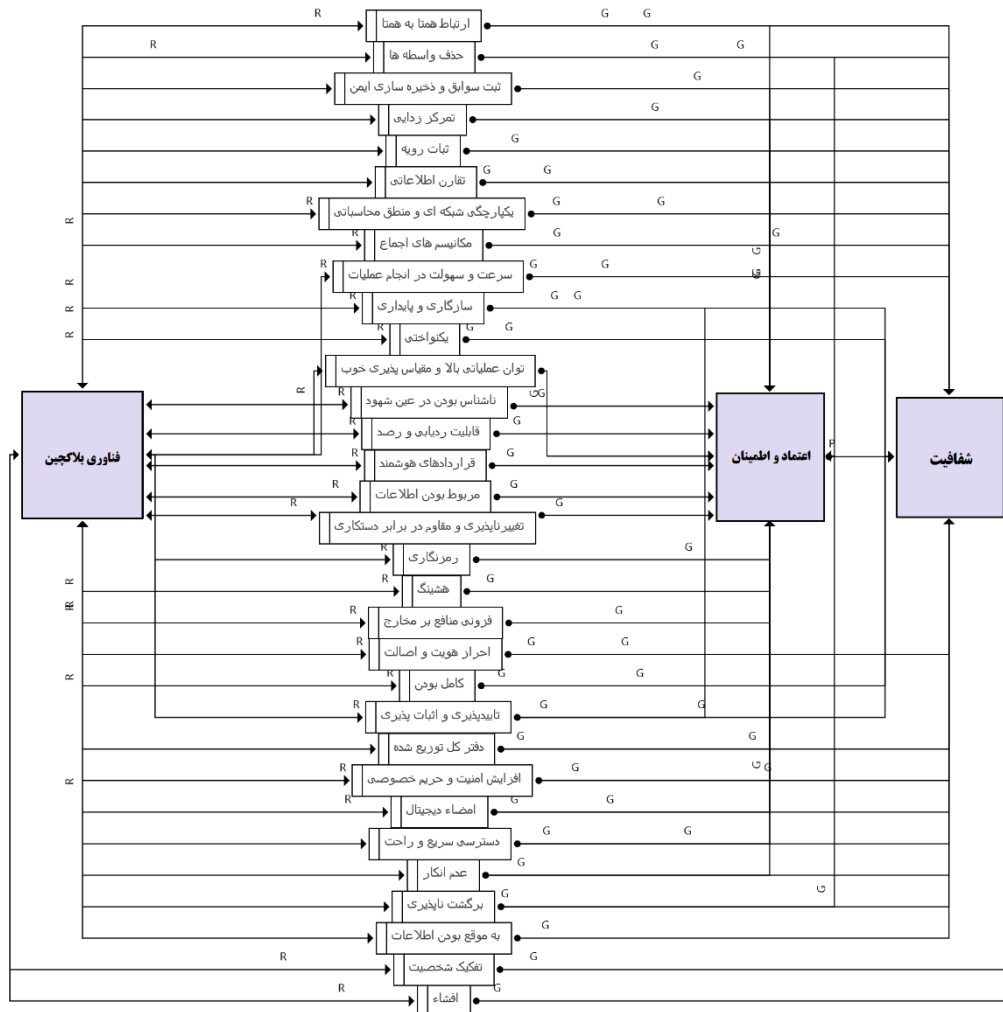 ارتباط همتا به همتا
حذف واسطه ها
ثبت سوابق و ذخیره سازی ایمن
تمرکز زدایی
ثبات رویه
تقارن اطلاعاتی
یکپارچگی شبکه ای و منطق محاسباتی
مکانیسم های اجماع
سرعت و سهولت در انجام عملیات
سازگاری و پایداری
یکنواختی
توان عملیاتی بالا و مقیاس پذیری خوب
ناشناس بودن در عین شهود
قابلیت ردیابی و رصد
قراردادهای هوشمند
مربوط بودن اطلاعات
تغییرناپذیری و مقاوم در برابر دستکاری
رمزنگاری
هشینگ
فزونی منافع بر مخارج
احراز هویت و اصالت
کامل بودن
تاییدپذیری و اثبات پذیری
دفتر کل توزیع شده
افزایش امنیت و حریم خصوصی
امضاء دیجیتال
دسترسی سریع و راحت
عدم انکار
برگشت ناپذیری
به موقع بودن اطلاعات
تفکیک شخصیت
افشاء
فناوری بلاکچین
اعتماد و اطمینان
شفافیت
R
G
P